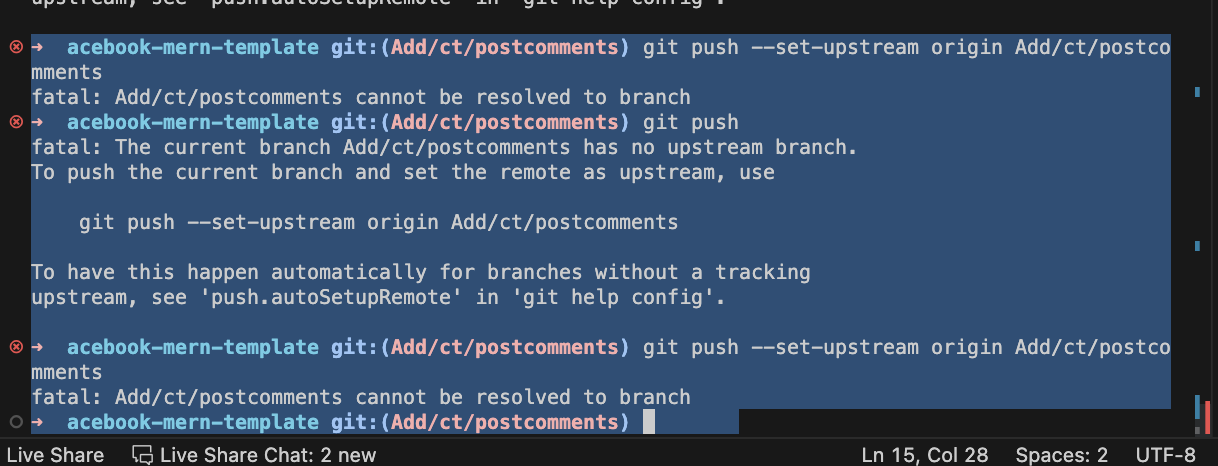 upstream, see 'push.autoSetupRemote' in 'git help config'.
➜  acebook-mern-template git:(Add/ct/postcomments) git push --set-upstream origin Add/ct/postco
mments
fatal: Add/ct/postcomments cannot be resolved to branch
➜  acebook-mern-template git:(Add/ct/postcomments) git push
fatal: The current branch Add/ct/postcomments has no upstream branch.
To push the current branch and set the remote as upstream, use
git push --set-upstream origin Add/ct/postcomments
To have this happen automatically for branches without a tracking
upstream, see 'push.autoSetupRemote' in 'git help config'.
➜  acebook-mern-template git:(Add/ct/postcomments) git push --set-upstream origin Add/ct/postco
mments
fatal: Add/ct/postcomments cannot be resolved to branch
➜  acebook-mern-template git:(Add/ct/postcomments)
Live Share Live Share Chat: 2 new Ln 15, Col 28 Spaces: 2 UTF-8